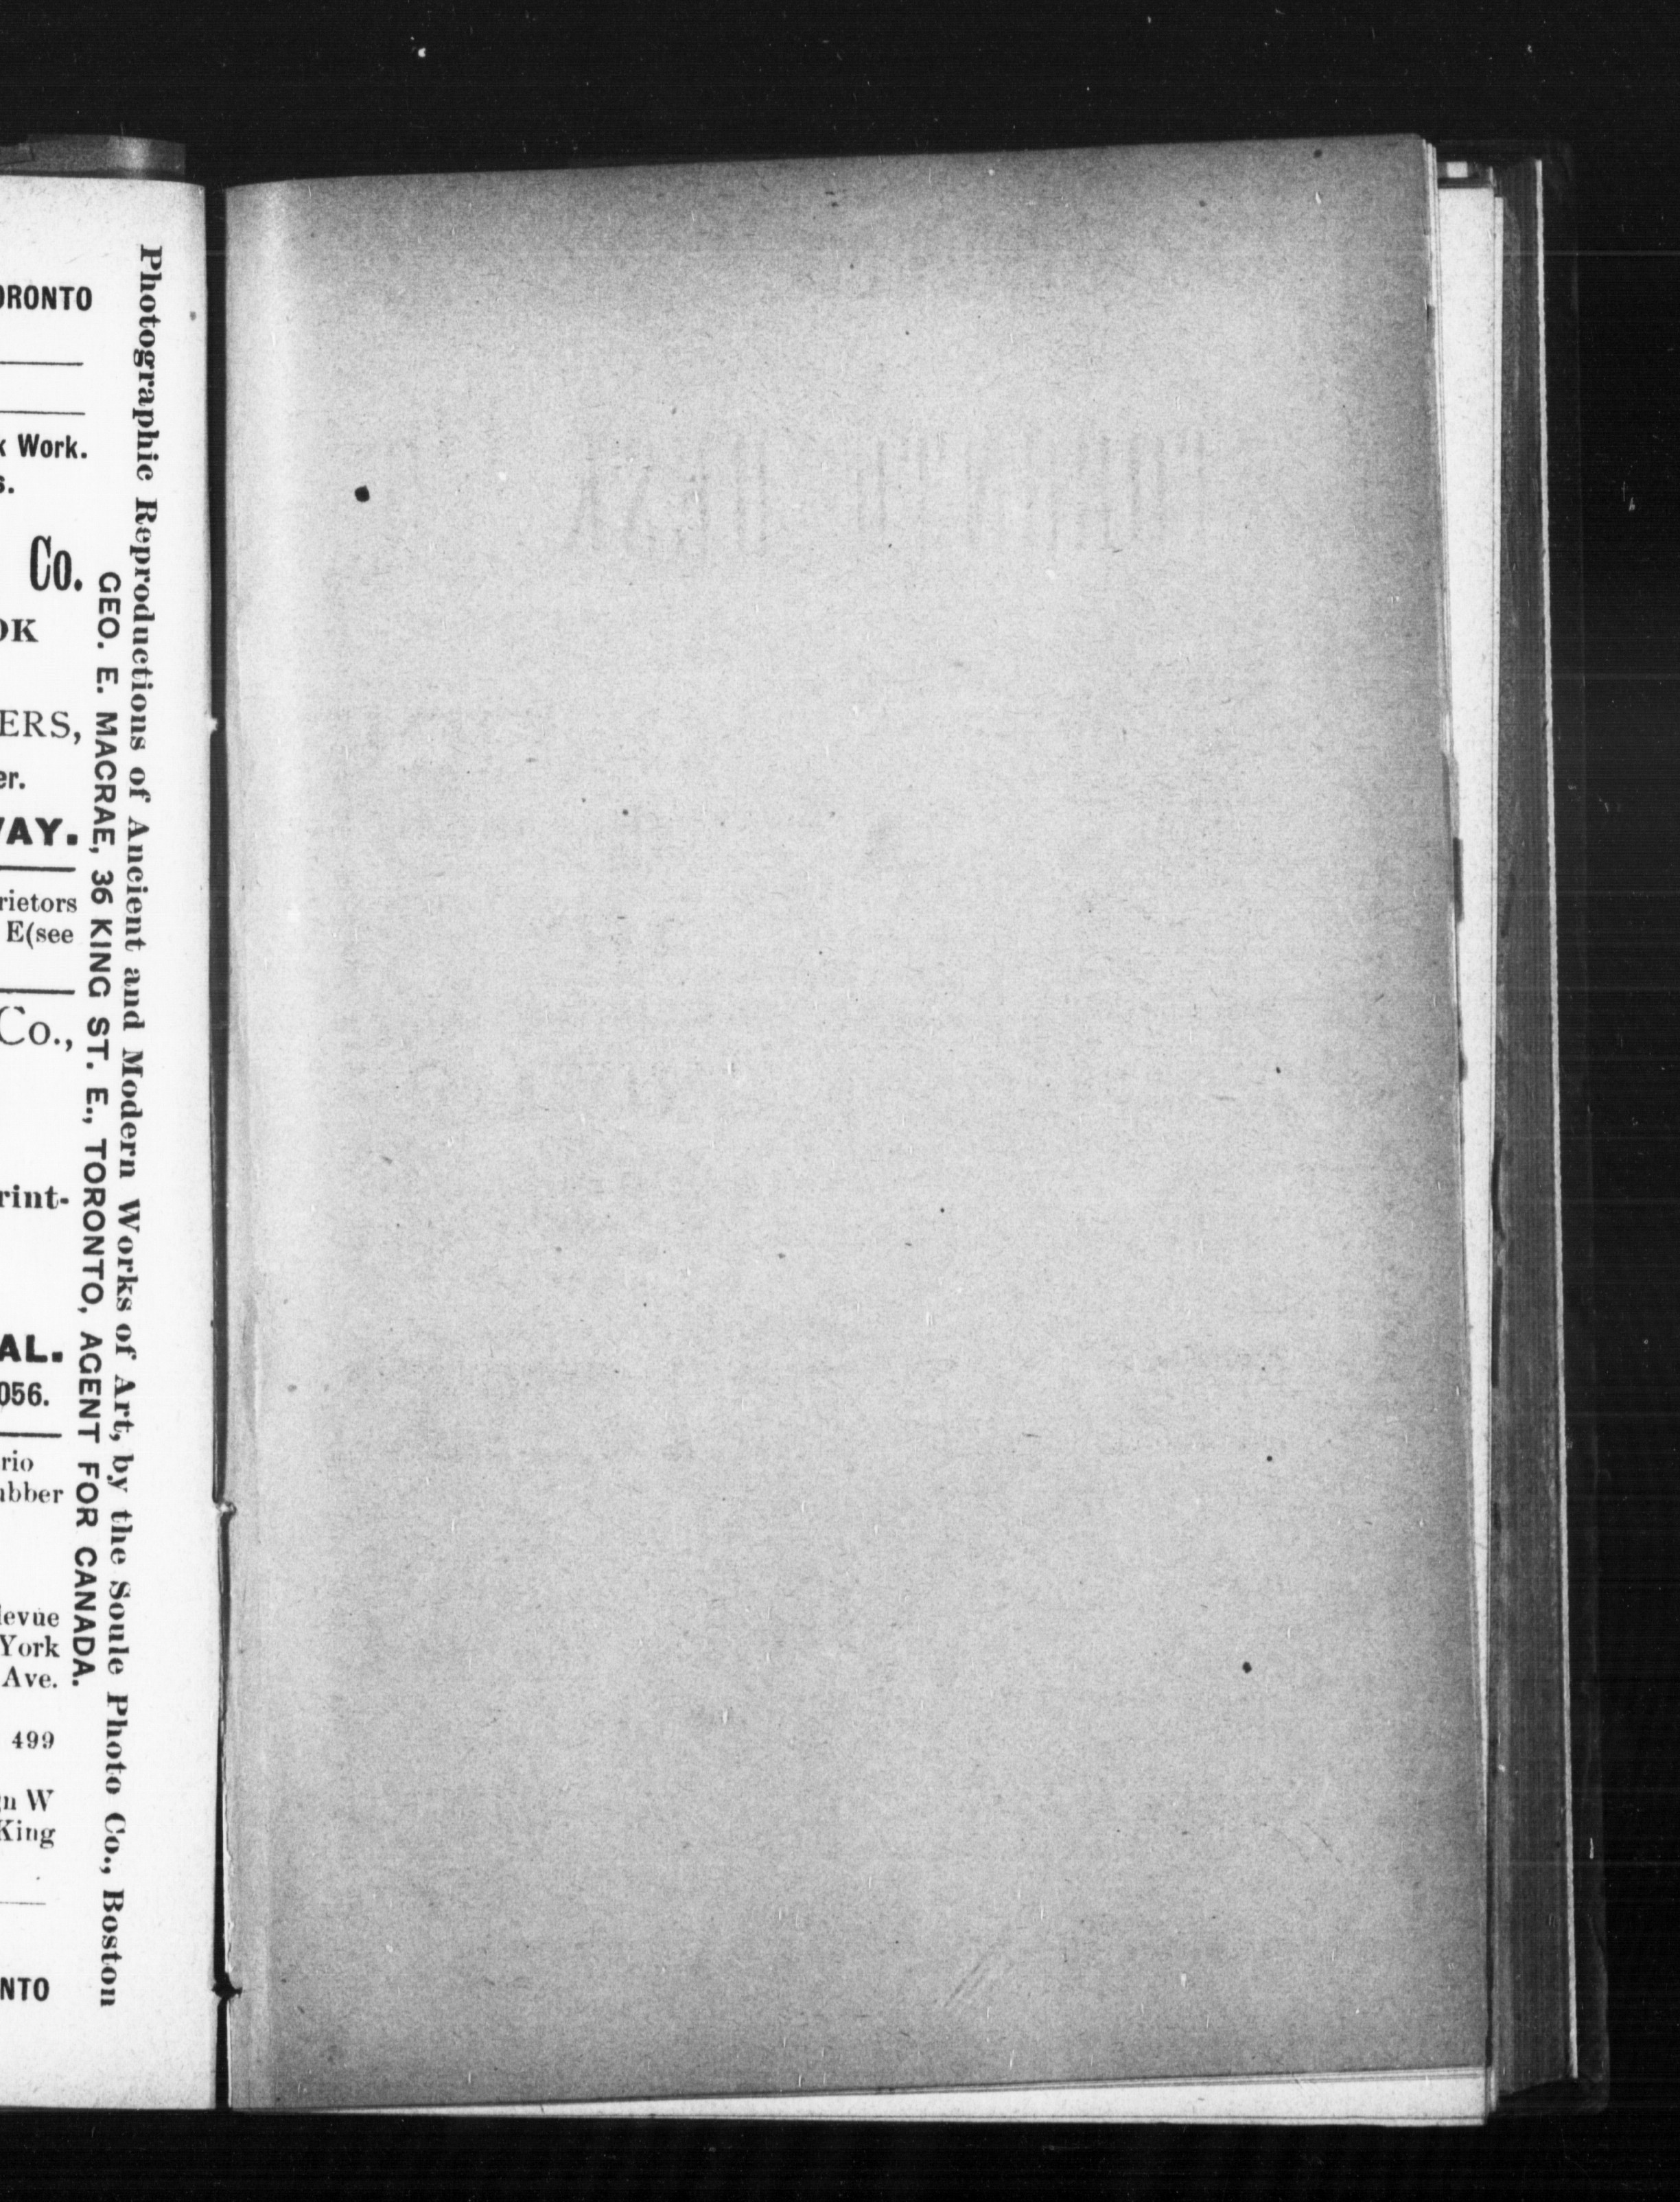 TORONTO
Work.
s.
Co.
OK
ERS,
er.
WAY.
rietors
E(see
Co.,
rint-
AL.
056.
rio
ubber
levue
York
Ave.
499
n W
King
NTO
GEO. E. MACRAE, 36 KING ST. E., TORONTO, AGENT FOR CANADA.
Photographic Reproductions of Ancient and Modern Works of Art, by the Soule Photo Co., Boston